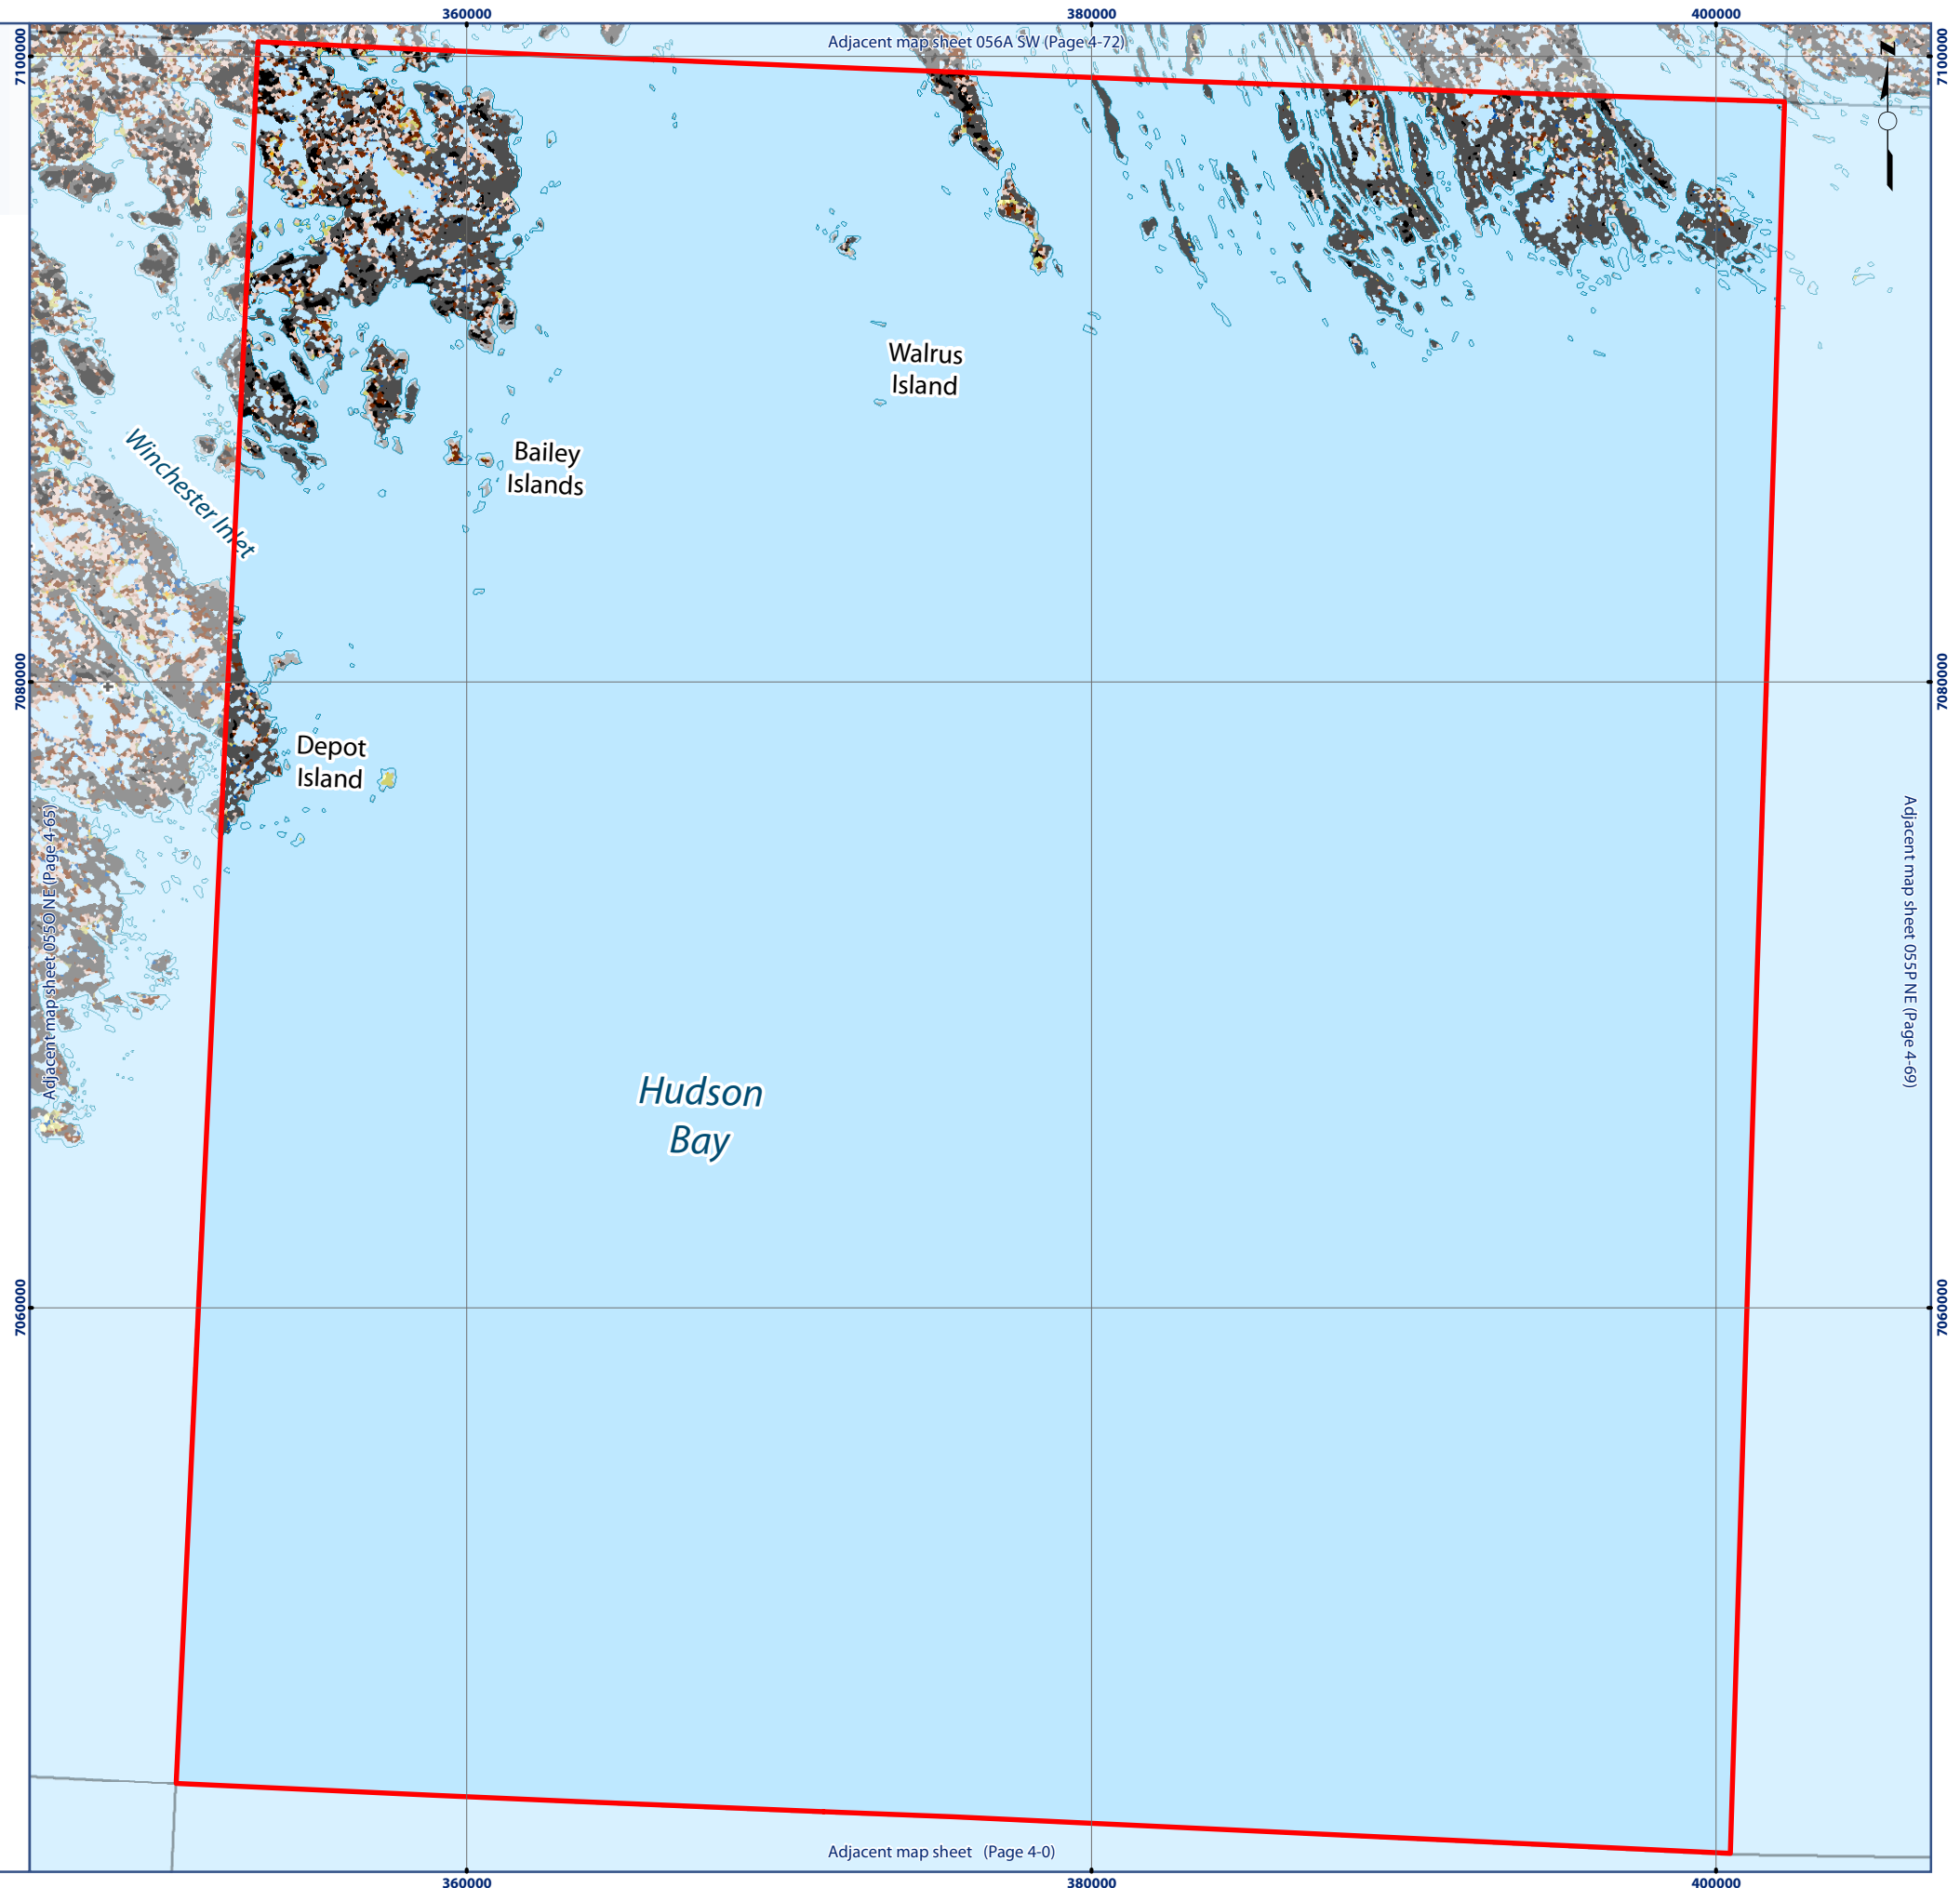 360000
380000
400000
Adjacent map sheet 056A SW (Page 4-72)
7100000
7100000
N
Walrus
Island
Bailey
Islands
Winchester Inlet
7080000
7080000
Depot
Island
Adjacent map sheet 055O NE (Page 4-65)
Adjacent map sheet 055P NE (Page 4-69)
Hudson
Bay
7060000
7060000
Adjacent map sheet (Page 4-0)
360000
380000
400000